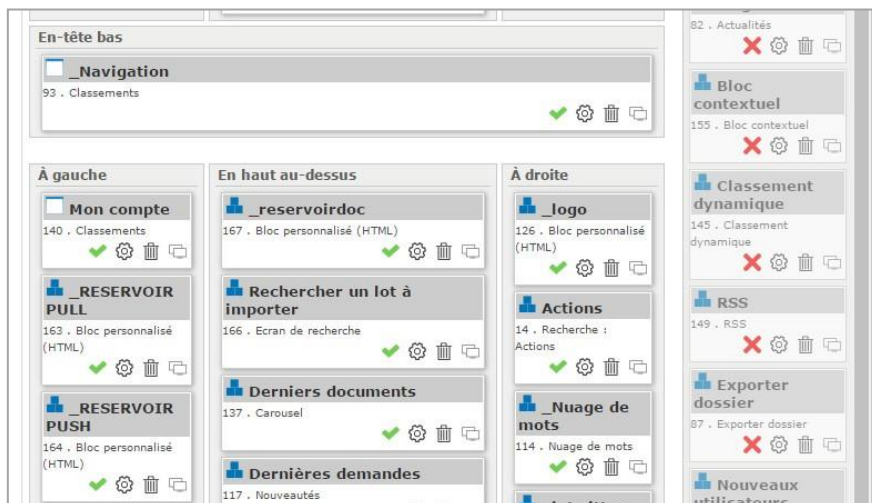 En-tête bas
_Navigation
93 . Classements
À gauche
Mon compte
140 . Classements
_RESERVOIR
PULL
163 . Bloc personnalisé
(HTML)
_RESERVOIR
PUSH
164 . Bloc personnalisé
(HTML)
En haut au-dessus
_reservoirdoc
167 . Bloc personnalisé (HTML)
Rechercher un lot à
importer
166 . Ecran de recherche
Derniers documents
137 . Carousel
Dernières demandes
117 . Nouveautés
À droite
_logo
126 . Bloc personnalisé
(HTML)
Actions
14 . Recherche :
Actions
_Nuage de
mots
114 . Nuage de mots
82 . Actualités
Bloc
contextuel
155 . Bloc contextuel
Classement
dynamique
145 . Classement
dynamique
RSS
149 . RSS
Exporter
dossier
87 . Exporter dossier
Nouveaux
utilisateurs